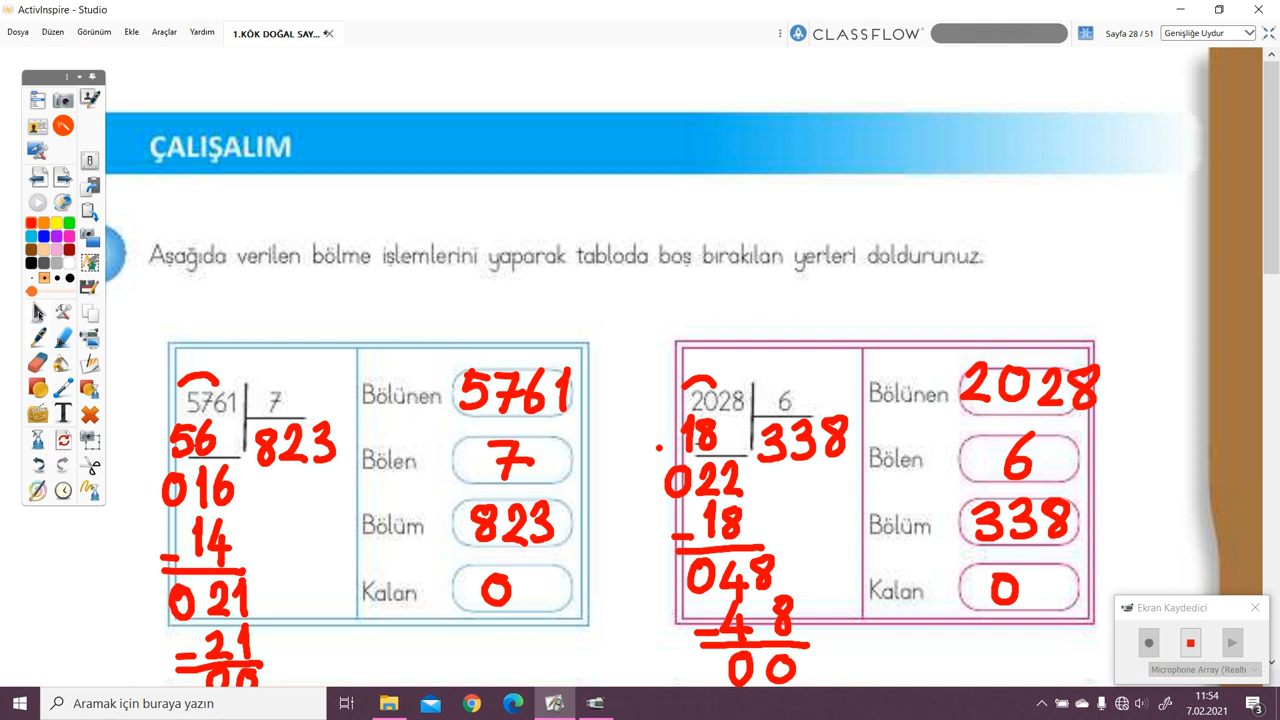 ActivInspire - Studio
Dosya Düzen Görünüm Ekle Araçlar Yardım
1.KÖK DOĞAL SAY...
CLASSFLOW
Sayfa 28 / 51
Genişliğe Uydur
ÇALIŞALIM
Aşağıda verilen bölme işlemlerini yaparak tabloda boş bırakılan yerleri doldurunuz.
5761 7
56 823
016
- 14
021
- 21
00
Bölünen 5761
Bölen 7
Bölüm 823
Kalan 0
2028 6
18 338
022
- 18
048
- 48
00
Bölünen 2028
Bölen 6
Bölüm 338
Kalan 0
Ekran Kaydedici
Microphone Array (Realt
Aramak için buraya yazın
11:54
7.02.2021
3